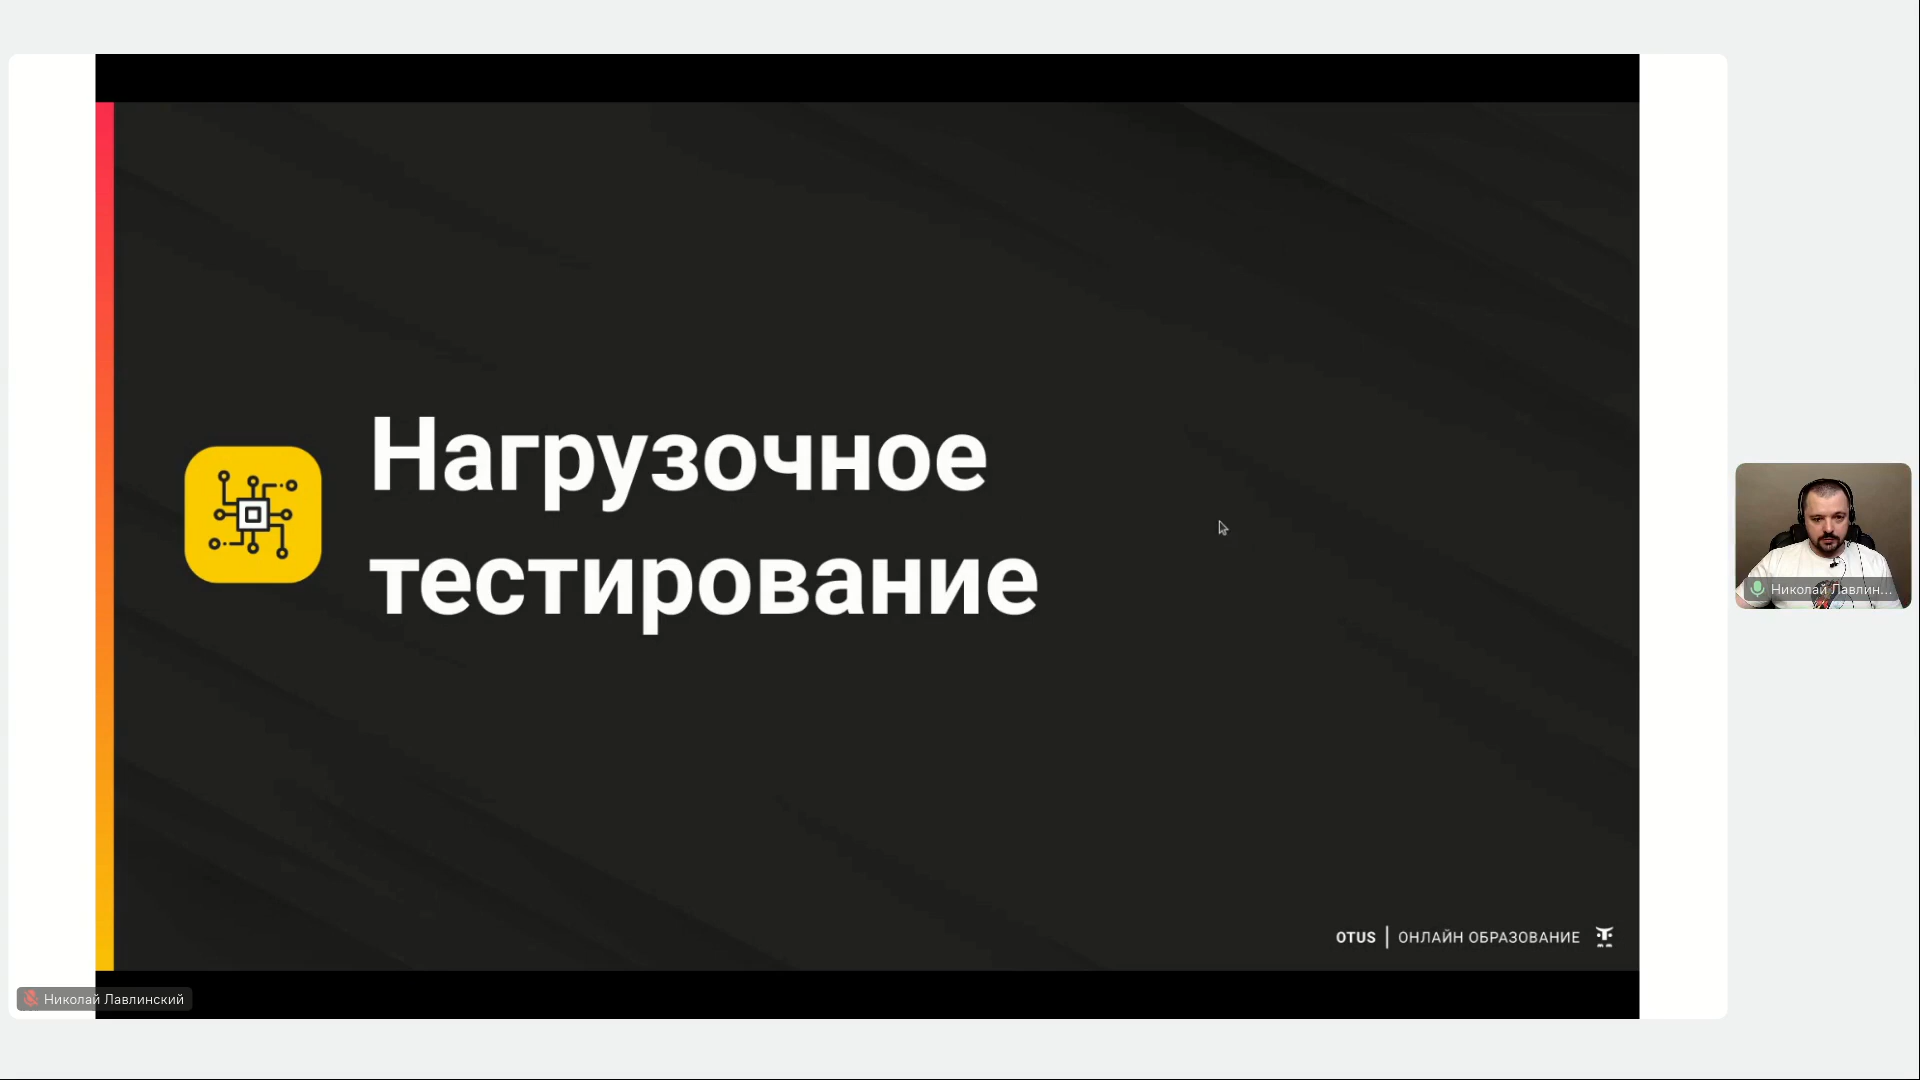 Нагрузочное
тестирование
Николай Лавлин...
OTUS | ОНЛАЙН ОБРАЗОВАНИЕ
Николай Лавлинский